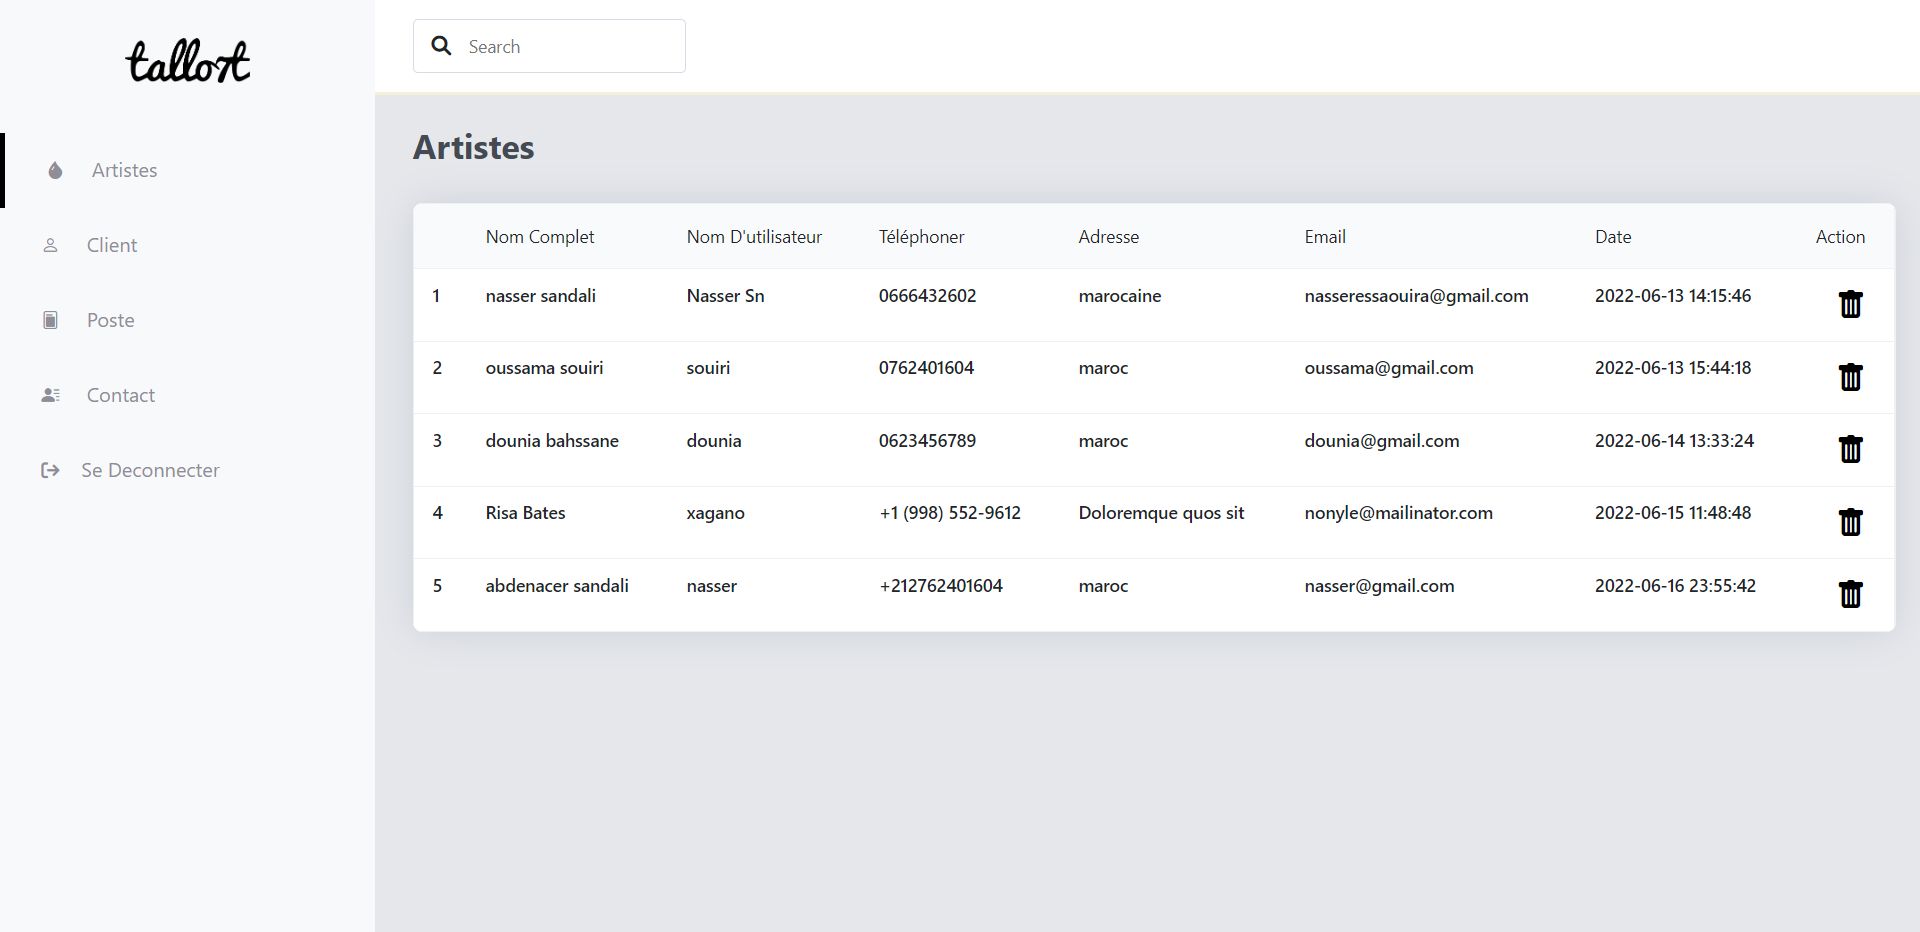 tallo7t
Search
Artistes
Client
Poste
Contact
Se Deconnecter
Artistes
Nom Complet Nom D'utilisateur Téléphoner Adresse Email Date Action
1 nasser sandali Nasser Sn 0666432602 marocaine nasseressaouira@gmail.com 2022-06-13 14:15:46
2 oussama souiri souiri 0762401604 maroc oussama@gmail.com 2022-06-13 15:44:18
3 dounia bahssane dounia 0623456789 maroc dounia@gmail.com 2022-06-14 13:33:24
4 Risa Bates xagano +1 (998) 552-9612 Doloremque quos sit nonyle@mailinator.com 2022-06-15 11:48:48
5 abdenacer sandali nasser +212762401604 maroc nasser@gmail.com 2022-06-16 23:55:42